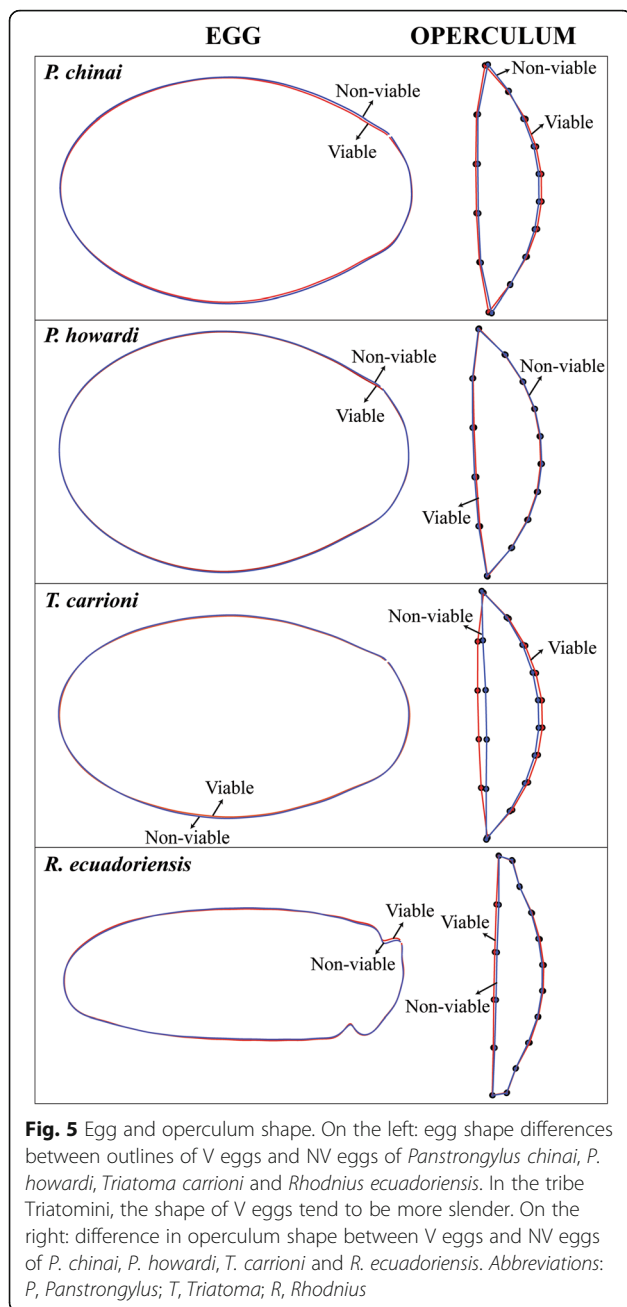 EGG OPERCULUM
P. chinai
Non-viable
Viable
Non-viable
Viable
P. howardi
Non-viable
Viable
Non-viable
Viable
T. carrioni
Viable
Non-viable
Non-viable
Viable
R. ecuadoriensis
Viable
Non-viable
Viable
Non-viable
Fig. 5 Egg and operculum shape. On the left: egg shape differences
between outlines of V eggs and NV eggs of Panstrongylus chinai, P.
howardi, Triatoma carrioni and Rhodnius ecuadoriensis. In the tribe
Triatomini, the shape of V eggs tend to be more slender. On the
right: difference in operculum shape between V eggs and NV eggs
of P. chinai, P. howardi, T. carrioni and R. ecuadoriensis. Abbreviations:
P, Panstrongylus; T, Triatoma; R, Rhodnius